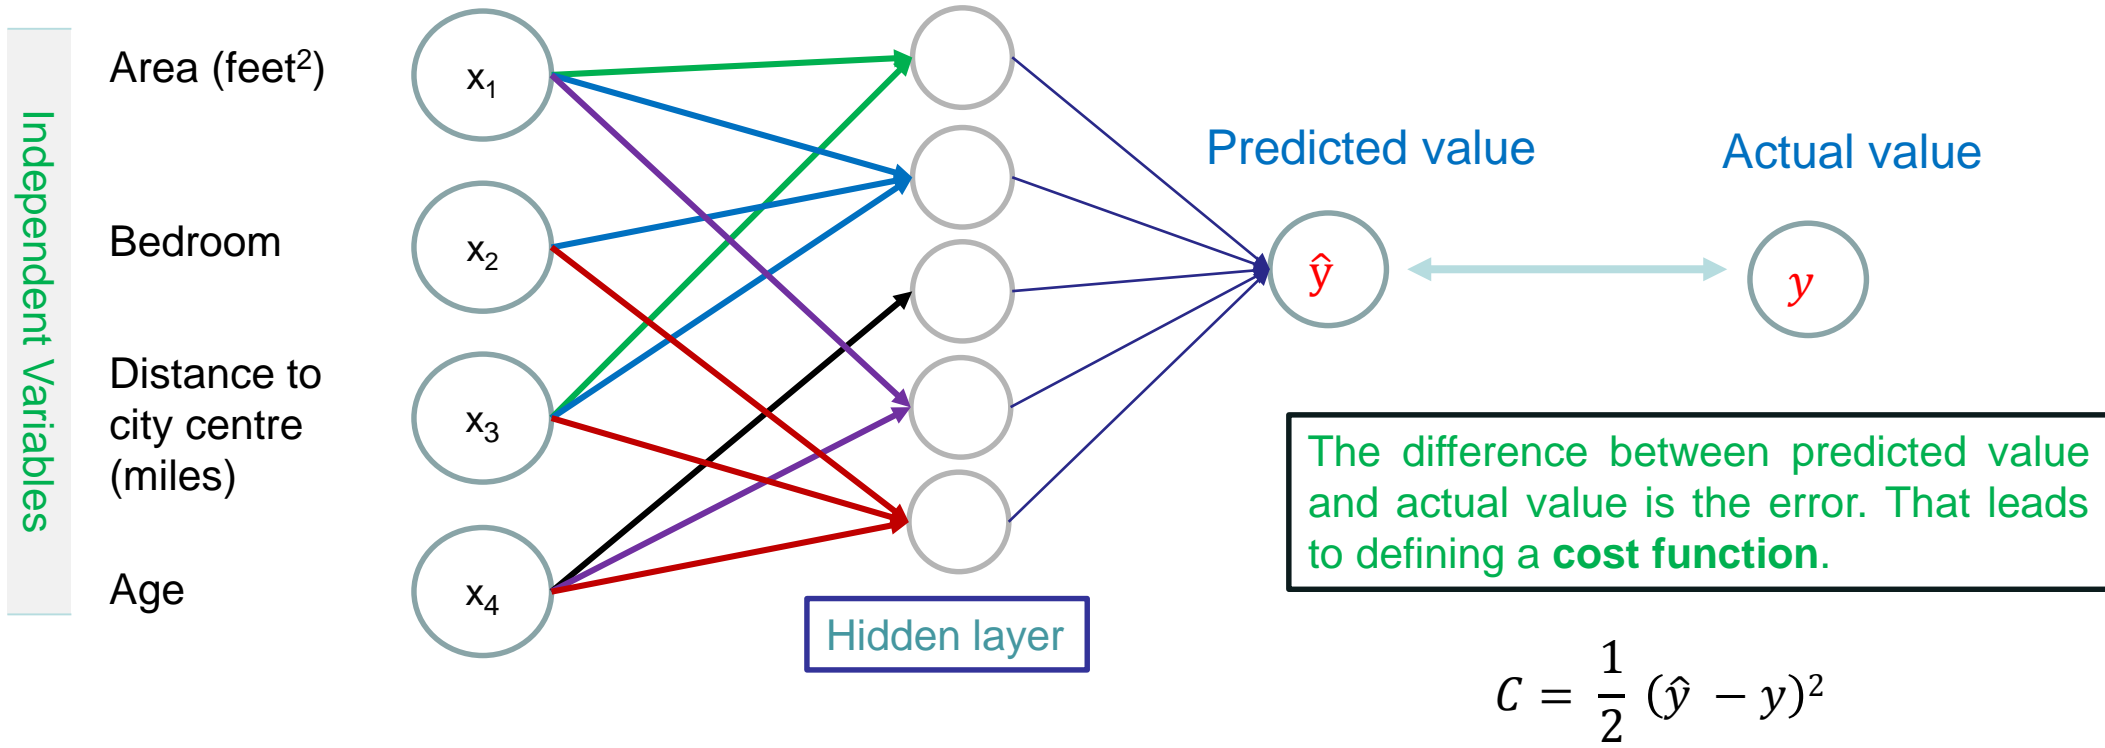 Independent Variables
Area (feet²)
x₁
Bedroom
x₂
Distance to
city centre
(miles)
x₃
Age
x₄
Hidden layer
Predicted value
ŷ
Actual value
y
The difference between predicted value
and actual value is the error. That leads
to defining a cost function.
C = 1/2 (ŷ − y)²